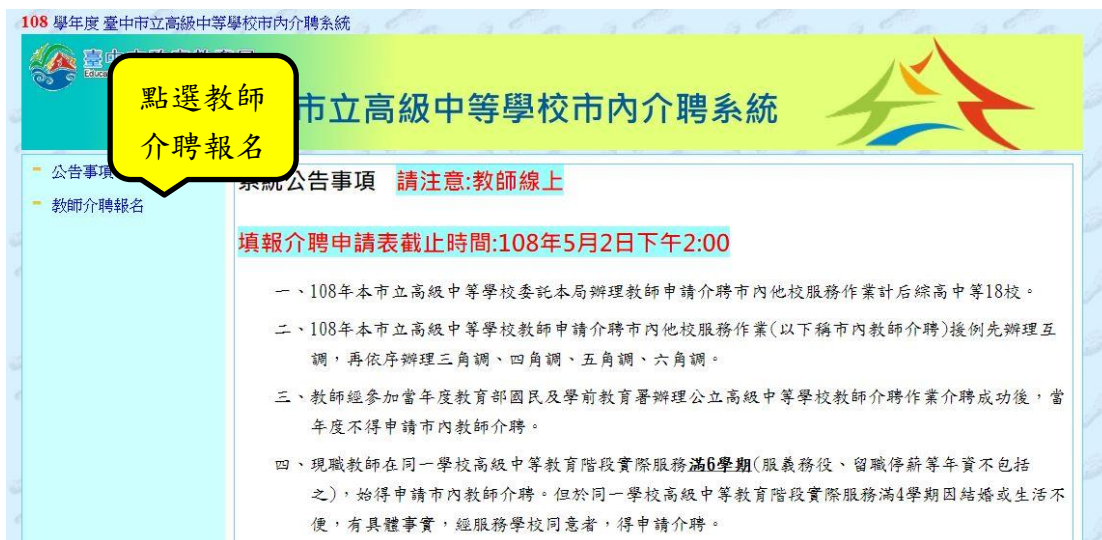 108 學年度 臺中市立高級中等學校市內介聘系統
點選教師
介聘報名
市立高級中等學校市內介聘系統
公告事項
教師介聘報名
系統公告事項 請注意:教師線上
填報介聘申請表截止時間:108年5月2日下午2:00
一、108年本市立高級中等學校委託本局辦理教師申請介聘市內他校服務作業計后綜高中等18校。
二、108年本市立高級中等學校教師申請介聘市內他校服務作業(以下稱市內教師介聘)援例先辦理互
調，再依序辦理三角調、四角調、五角調、六角調。
三、教師經參加當年度教育部國民及學前教育署辦理公立高級中等學校教師介聘作業介聘成功後，當
年度不得申請市內教師介聘。
四、現職教師在同一學校高級中等教育階段實際服務滿6學期(服義務役、留職停薪等年資不包括
之)，始得申請市內教師介聘。但於同一學校高級中等教育階段實際服務滿4學期因結婚或生活不
便，有具體事實，經服務學校同意者，得申請介聘。